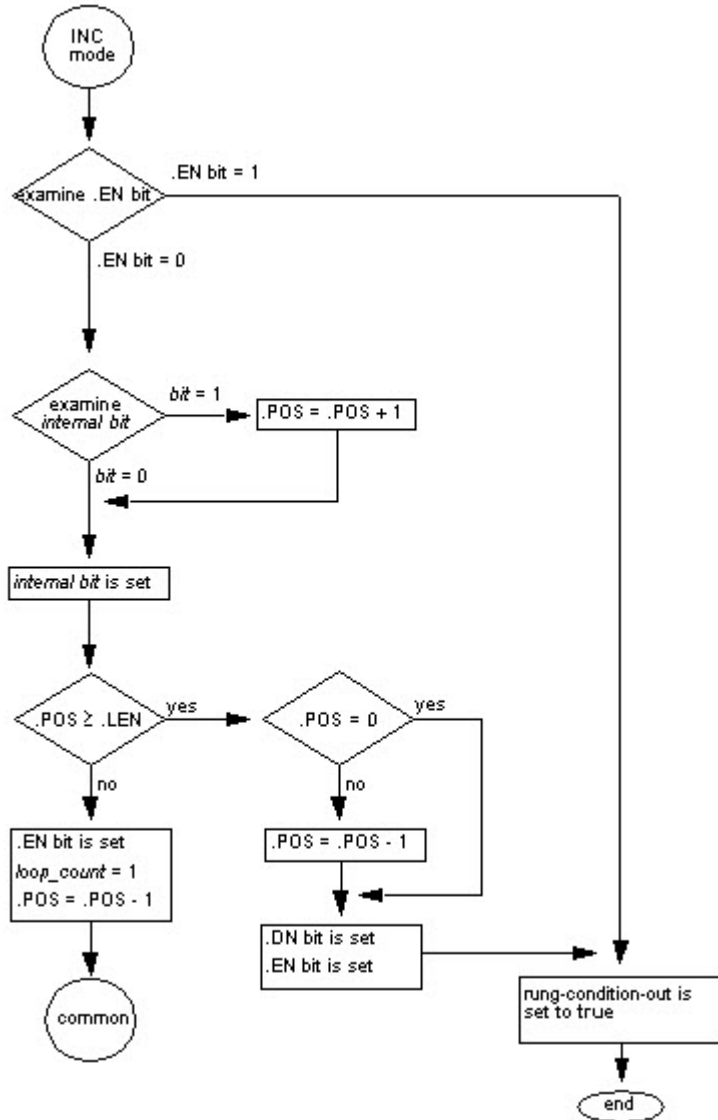 INC
mode
.EN bit = 1
examine .EN bit
.EN bit = 0
bit = 1
examine
internal bit
.POS = .POS + 1
bit = 0
internal bit is set
.POS ≥ .LEN
yes
.POS = 0
yes
no
no
.EN bit is set
loop_count = 1
.POS = .POS - 1
.POS = .POS - 1
.DN bit is set
.EN bit is set
common
rung-condition-out is
set to true
end